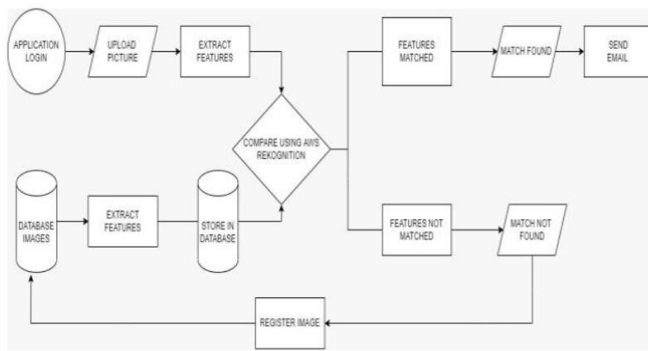 APPLICATION
LOGIN
UPLOAD
PICTURE
EXTRACT
FEATURES
FEATURES
MATCHED
MATCH FOUND
SEND
EMAIL
COMPARE USING AWS
REKOGNITION
DATABASE
IMAGES
EXTRACT
FEATURES
STORE IN
DATABASE
FEATURES NOT
MATCHED
MATCH NOT
FOUND
REGISTER IMAGE